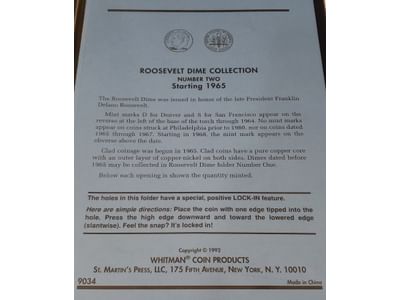 ROOSEVELT DIME COLLECTION
NUMBER TWO
Starting 1965
The Roosevelt Dime was issued in honor of the late President Franklin
Delano Roosevelt.
Mint marks D for Denver and S for San Francisco appear on the
reverse at the left of the base of the torch through 1964. No mint marks
appear on coins struck at Philadelphia prior to 1980, nor on coins dated
1965 through 1967. Starting in 1968, the mint mark appears on the
obverse above the date.
Clad coinage was begun in 1965. Clad coins have a pure copper core
with an outer layer of copper-nickel on both sides. Dimes dated before
1965 may be collected in Roosevelt Dime folder Number One.
Below each opening is shown the quantity minted.
The holes in this folder have a special, positive LOCK-IN feature.
Here are simple directions: Place the coin with one edge tipped into the
hole. Press the high edge downward and toward the lowered edge
(slantwise). Feel the snap? It's locked in!
Copyright © 1992
WHITMAN® COIN PRODUCTS
ST. MARTIN'S PRESS, LLC, 175 FIFTH AVENUE, NEW YORK, N. Y. 10010
9034 Made in China